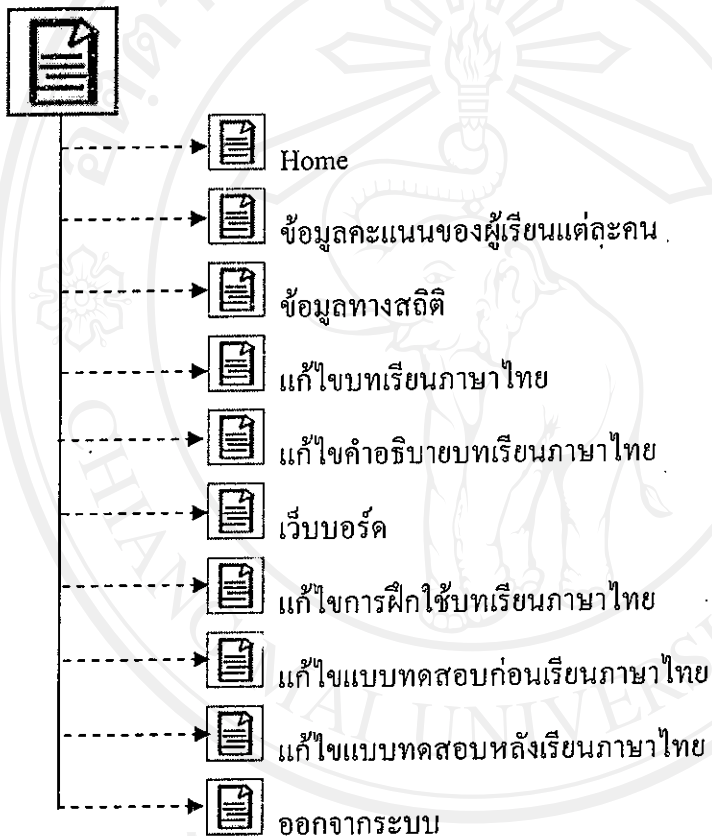 Home
ข้อมูลคะแนนของผู้เรียนแต่ละคน
ข้อมูลทางสถิติ
แก้ไขบทเรียนภาษาไทย
แก้ไขคำอธิบายบทเรียนภาษาไทย
เว็บบอร์ด
แก้ไขการฝึกใช้บทเรียนภาษาไทย
แก้ไขแบบทดสอบก่อนเรียนภาษาไทย
แก้ไขแบบทดสอบหลังเรียนภาษาไทย
ออกจากระบบ
CHIANG MAI UNIVERSI